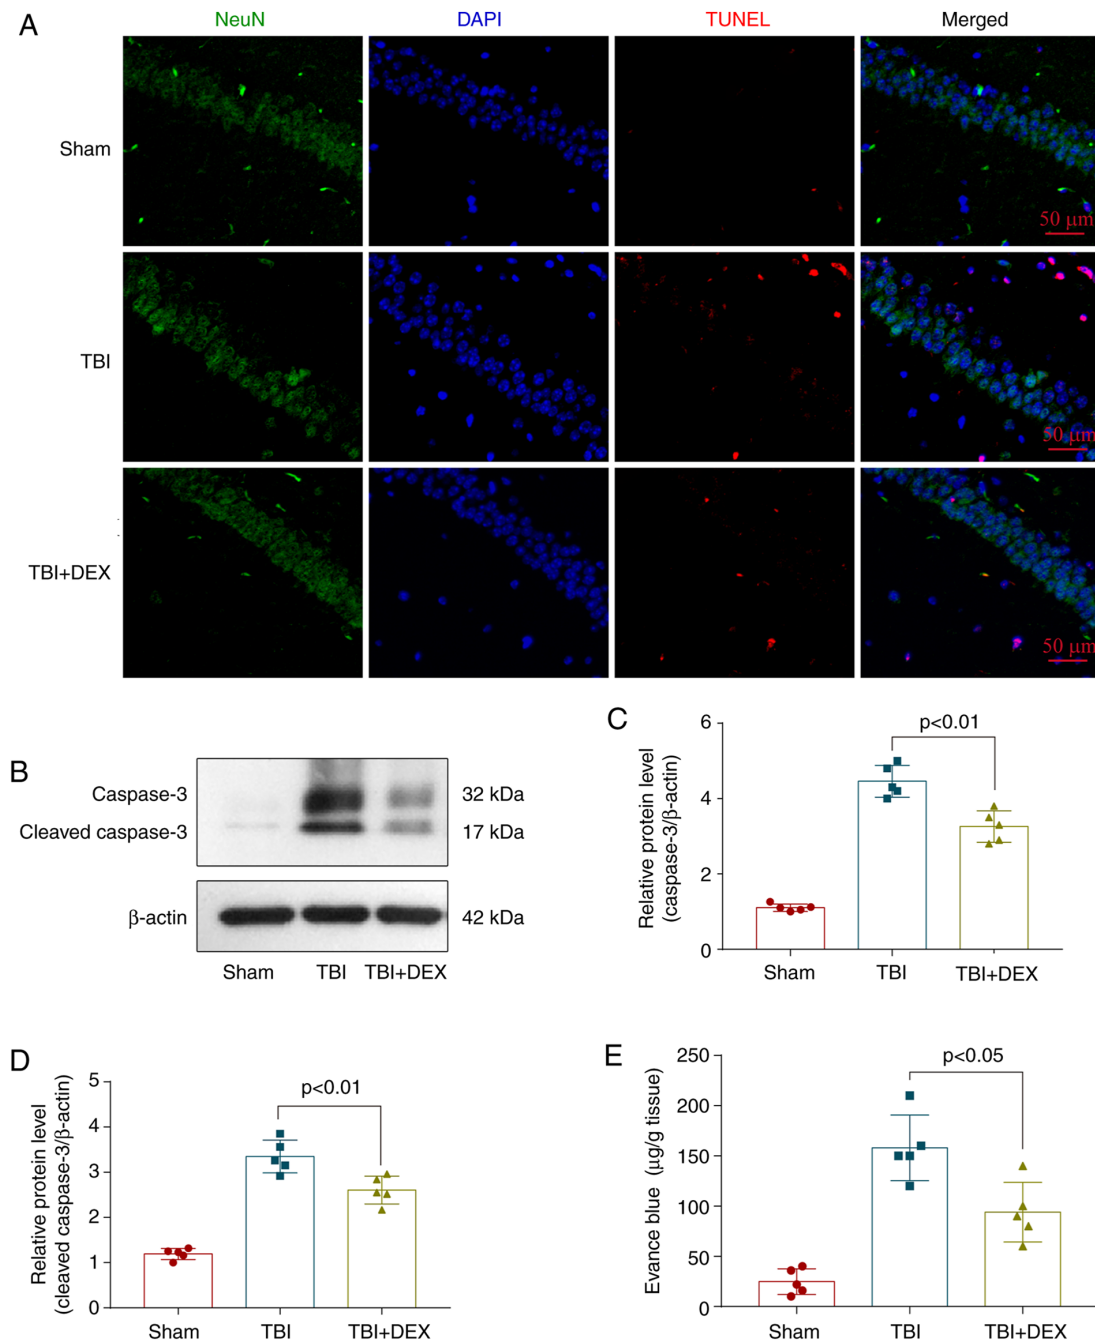 A
NeuN DAPI TUNEL Merged
Sham
50 μm
TBI
50 μm
TBI+DEX
50 μm
B
Caspase-3 32 kDa
Cleaved caspase-3 17 kDa
β-actin 42 kDa
Sham TBI TBI+DEX
C
Relative protein level
(caspase-3/β-actin)
6
4
2
0
p<0.01
Sham TBI TBI+DEX
D
Relative protein level
(cleaved caspase-3/β-actin)
5
4
3
2
1
0
p<0.01
Sham TBI TBI+DEX
E
Evance blue (μg/g tissue)
250
200
150
100
50
0
p<0.05
Sham TBI TBI+DEX